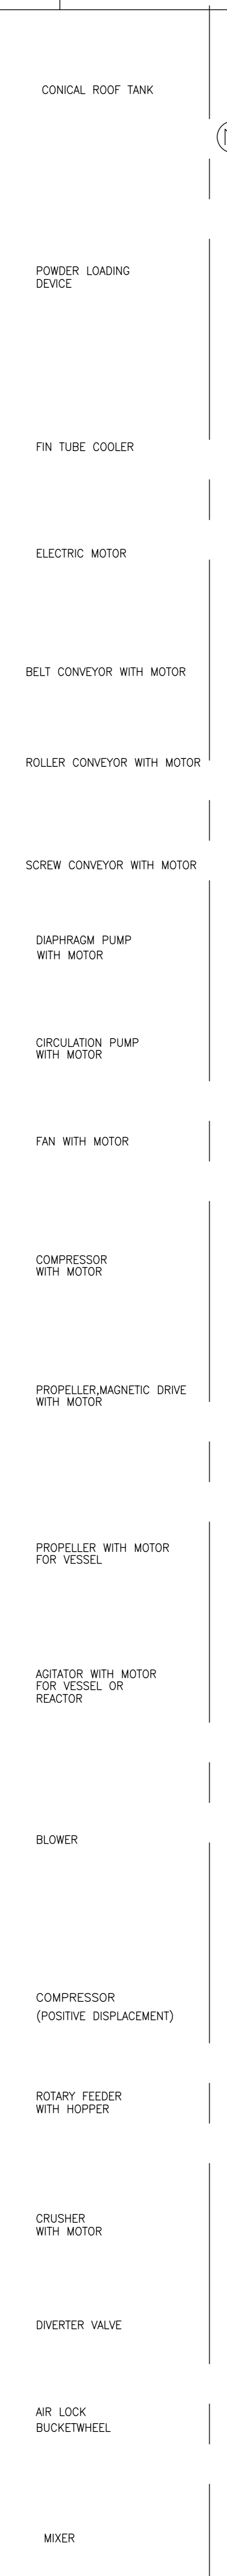 CONICAL ROOF TANK
POWDER LOADING
DEVICE
FIN TUBE COOLER
ELECTRIC MOTOR
BELT CONVEYOR WITH MOTOR
ROLLER CONVEYOR WITH MOTOR
SCREW CONVEYOR WITH MOTOR
DIAPHRAGM PUMP
WITH MOTOR
CIRCULATION PUMP
WITH MOTOR
FAN WITH MOTOR
COMPRESSOR
WITH MOTOR
PROPELLER,MAGNETIC DRIVE
WITH MOTOR
PROPELLER WITH MOTOR
FOR VESSEL
AGITATOR WITH MOTOR
FOR VESSEL OR
REACTOR
BLOWER
COMPRESSOR
(POSITIVE DISPLACEMENT)
ROTARY FEEDER
WITH HOPPER
CRUSHER
WITH MOTOR
DIVERTER VALVE
AIR LOCK
BUCKETWHEEL
MIXER